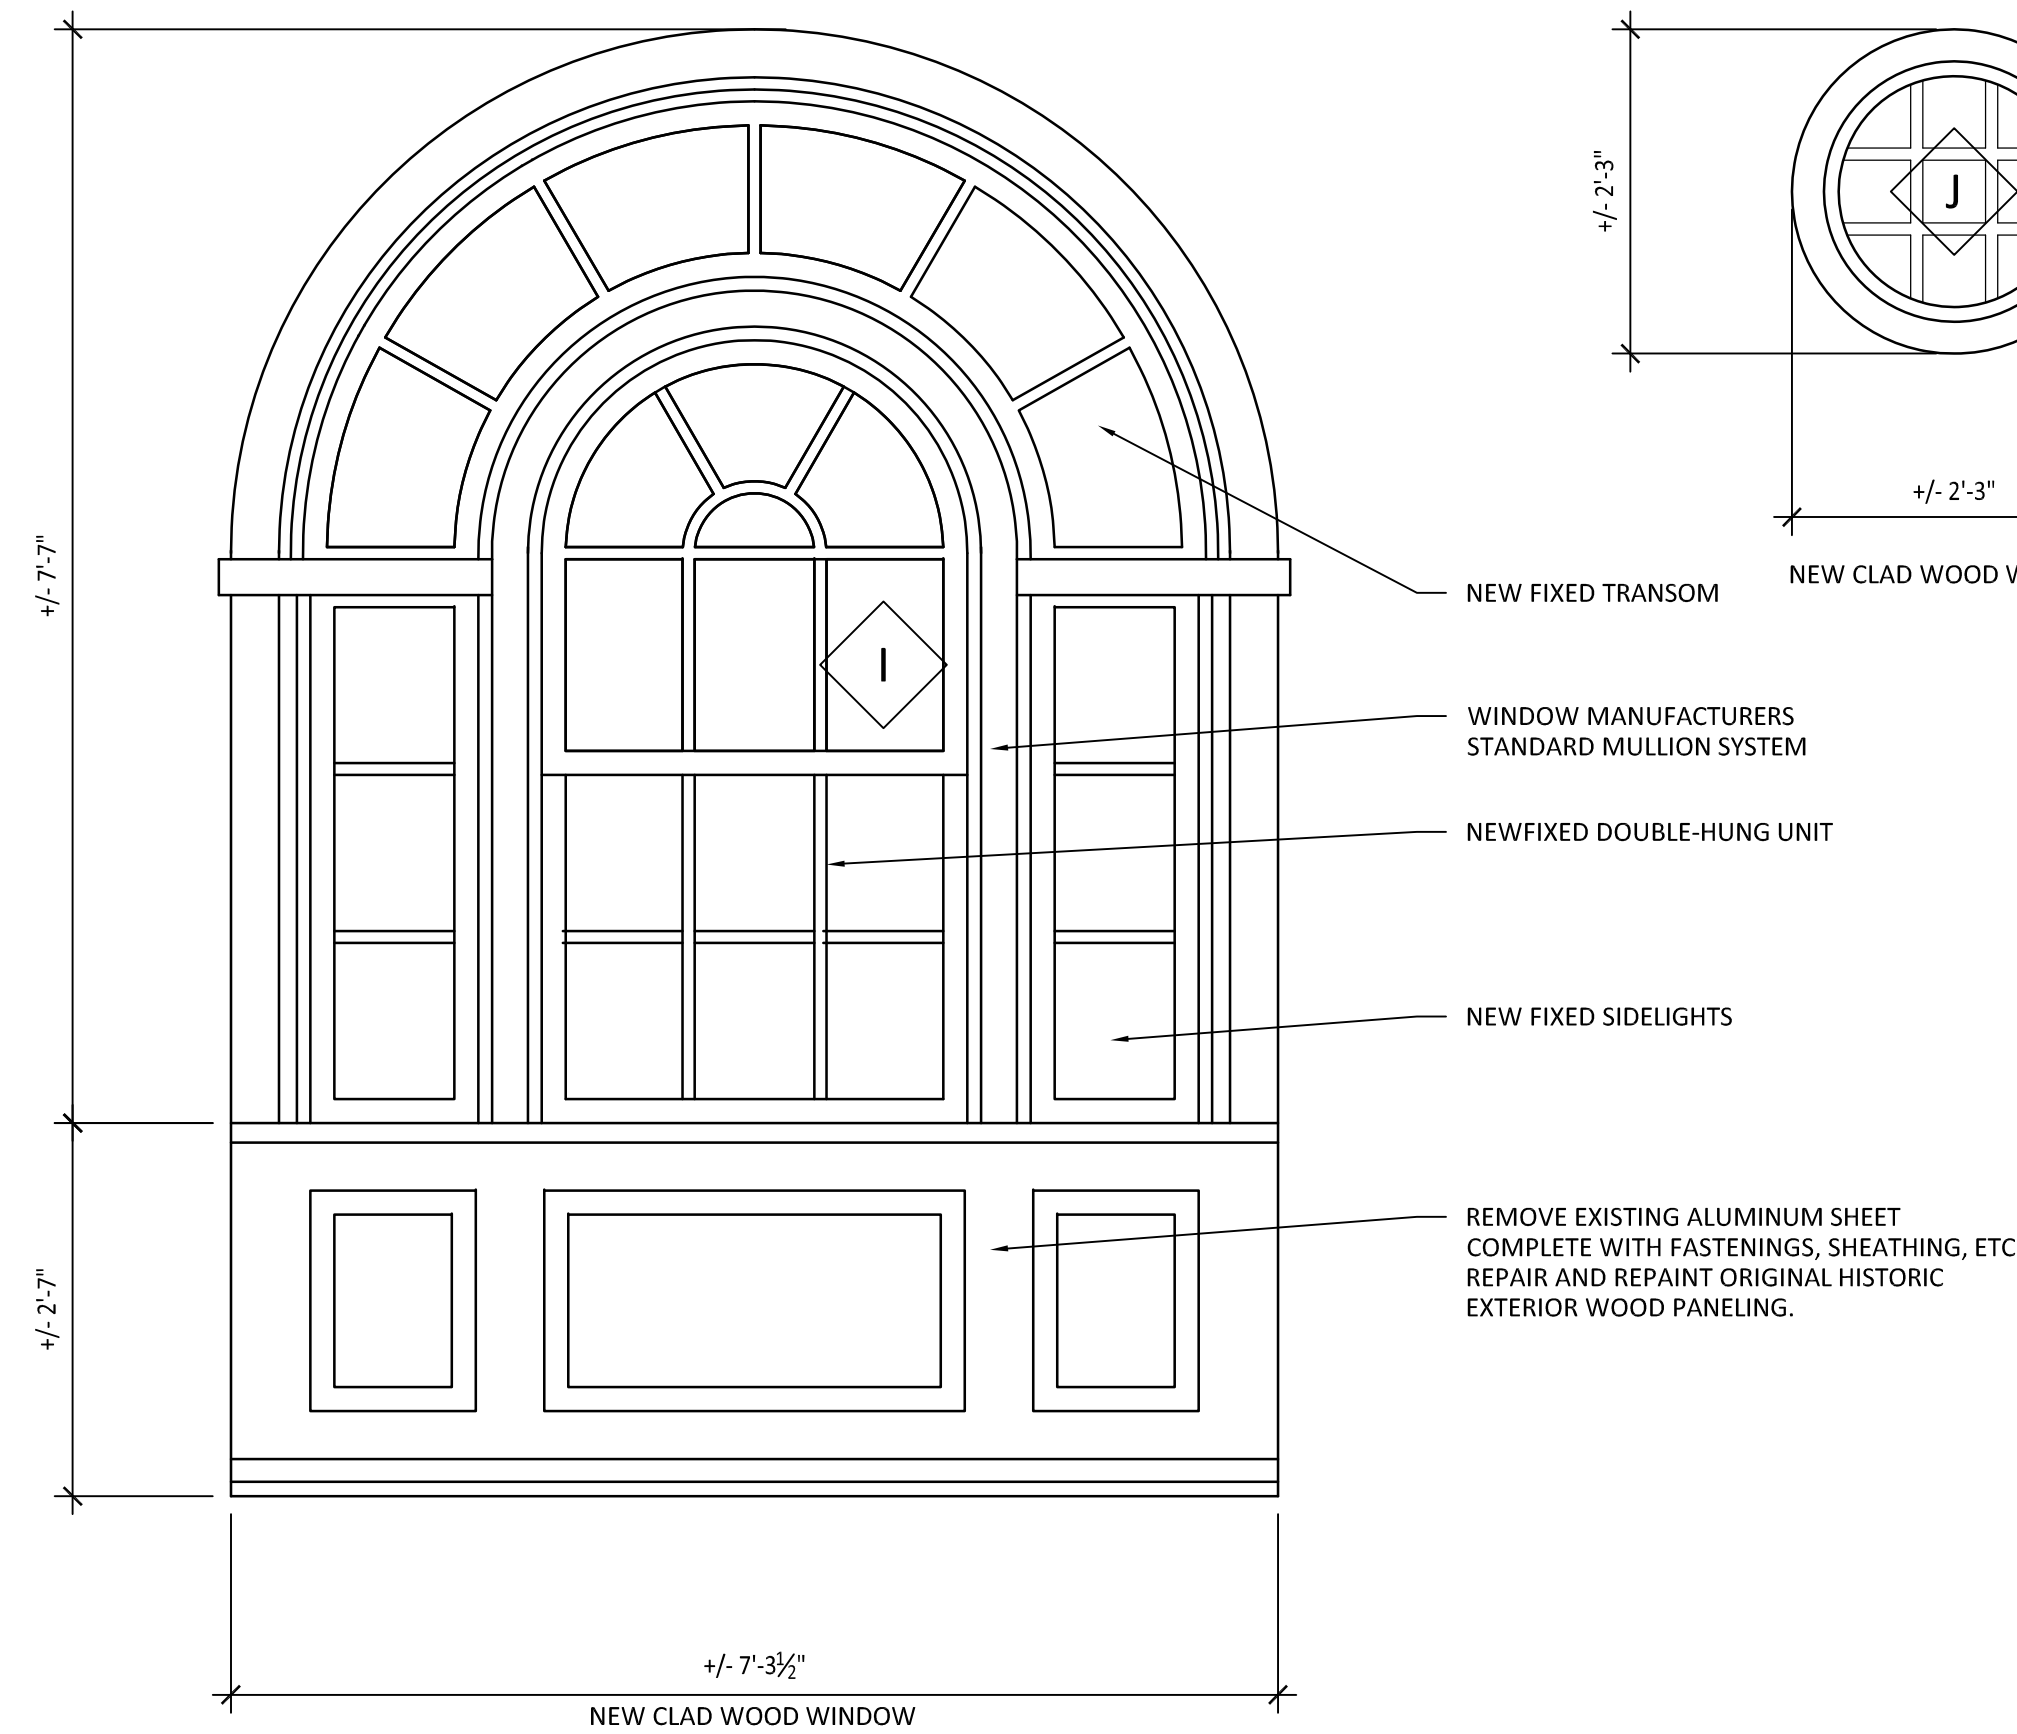 +/- 7'-7"
+/- 2'-7"
+/- 7'-3½"
NEW CLAD WOOD WINDOW
I
NEW FIXED TRANSOM
WINDOW MANUFACTURERS
STANDARD MULLION SYSTEM
NEWFIXED DOUBLE-HUNG UNIT
NEW FIXED SIDELIGHTS
REMOVE EXISTING ALUMINUM SHEET
COMPLETE WITH FASTENINGS, SHEATHING, ETC
REPAIR AND REPAINT ORIGINAL HISTORIC
EXTERIOR WOOD PANELING.
+/- 2'-3"
J
+/- 2'-3"
NEW CLAD WOOD